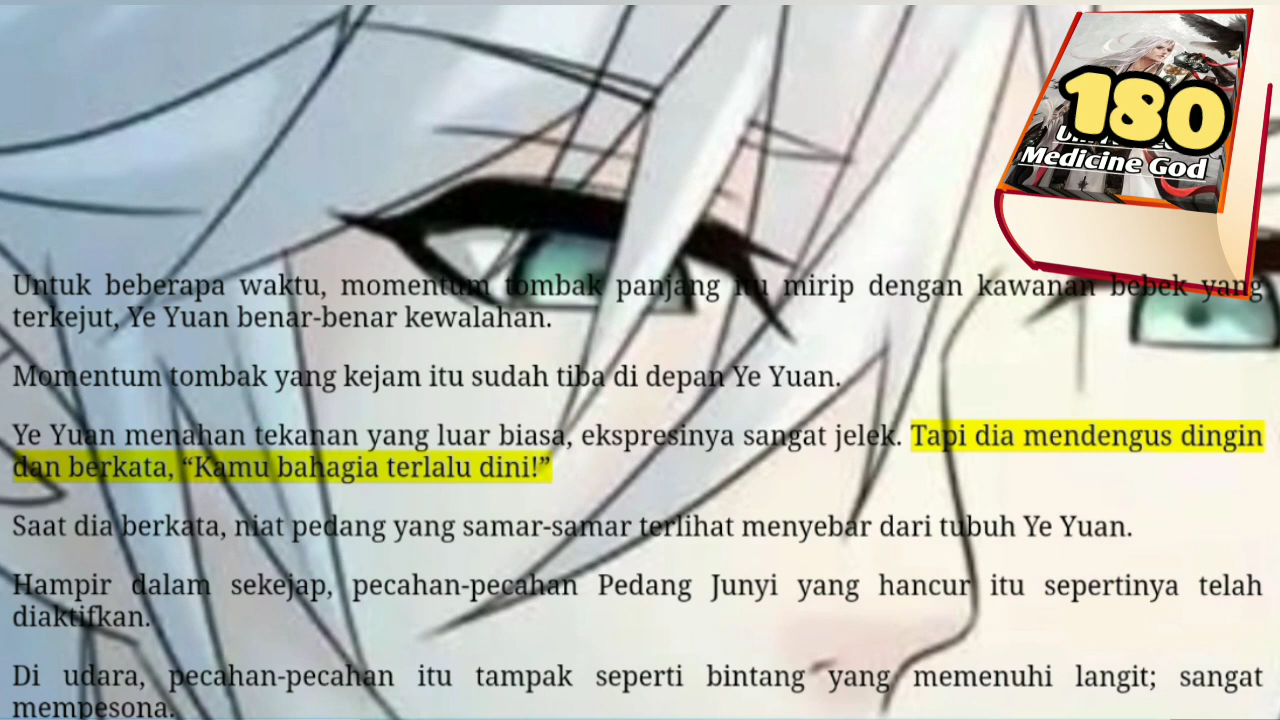 180
Medicine God
Untuk beberapa waktu, momentum tombak panjang itu mirip dengan kawanan bebek yang
terkejut, Ye Yuan benar-benar kewalahan.
Momentum tombak yang kejam itu sudah tiba di depan Ye Yuan.
Ye Yuan menahan tekanan yang luar biasa, ekspresinya sangat jelek. Tapi dia mendengus dingin
dan berkata, “Kamu bahagia terlalu dini!”
Saat dia berkata, niat pedang yang samar-samar terlihat menyebar dari tubuh Ye Yuan.
Hampir dalam sekejap, pecahan-pecahan Pedang Junyi yang hancur itu sepertinya telah
diaktifkan.
Di udara, pecahan-pecahan itu tampak seperti bintang yang memenuhi langit; sangat
mempesona.